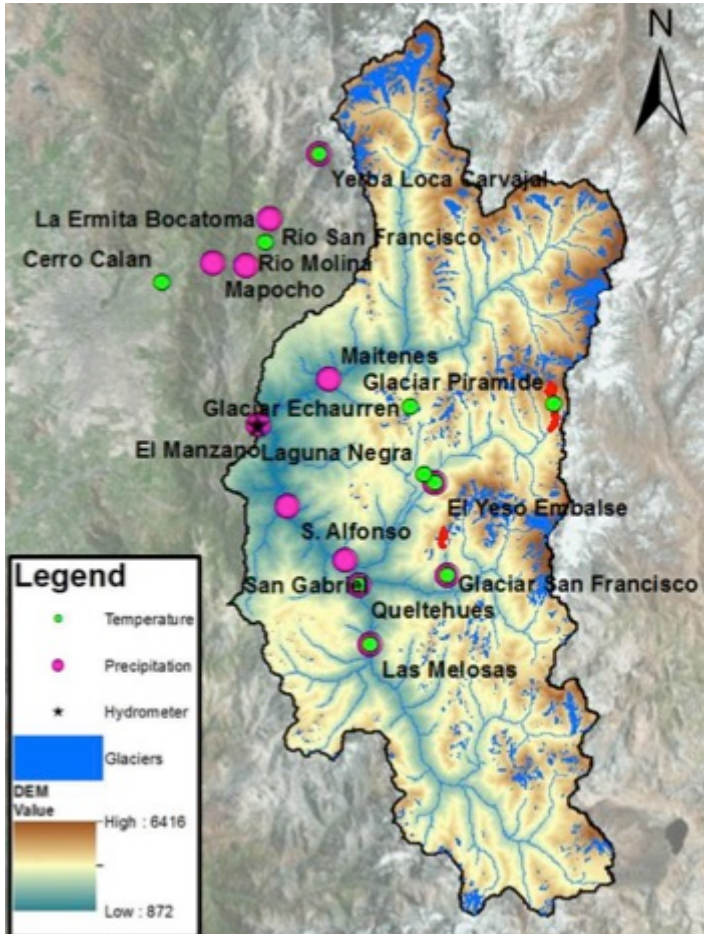 N
Yerba Loca Carvajal
La Ermita Bocatoma
Rio San Francisco
Cerro Calan
Rio Molina
Mapocho
Maitenes
Glaciar Piramide
Glaciar Echaurren
El Manzano
Laguna Negra
El Yeso Embalse
S. Alfonso
San Gabriel
Glaciar San Francisco
Queltehues
Las Melosas
Legend
Temperature
Precipitation
Hydrometer
Glaciers
DEM
Value
High : 6416
Low : 872